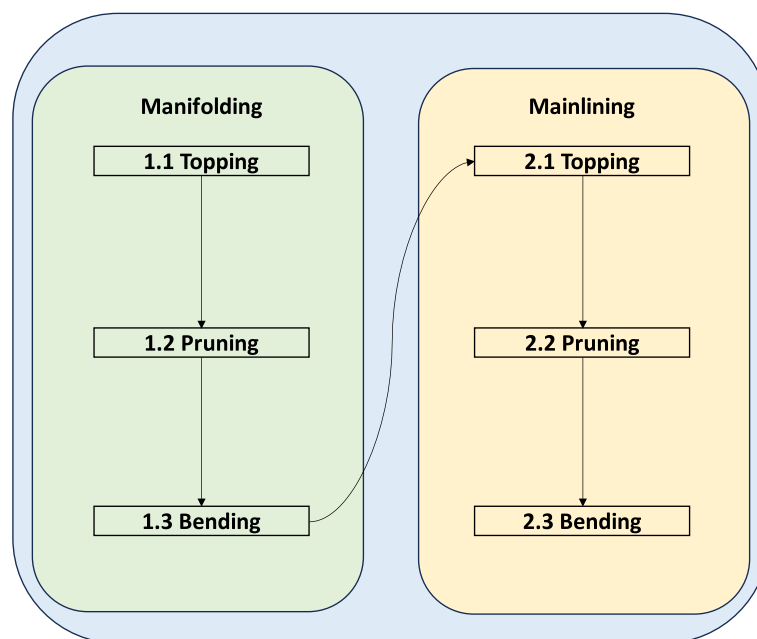 Manifolding
1.1 Topping
1.2 Pruning
1.3 Bending
Mainlining
2.1 Topping
2.2 Pruning
2.3 Bending